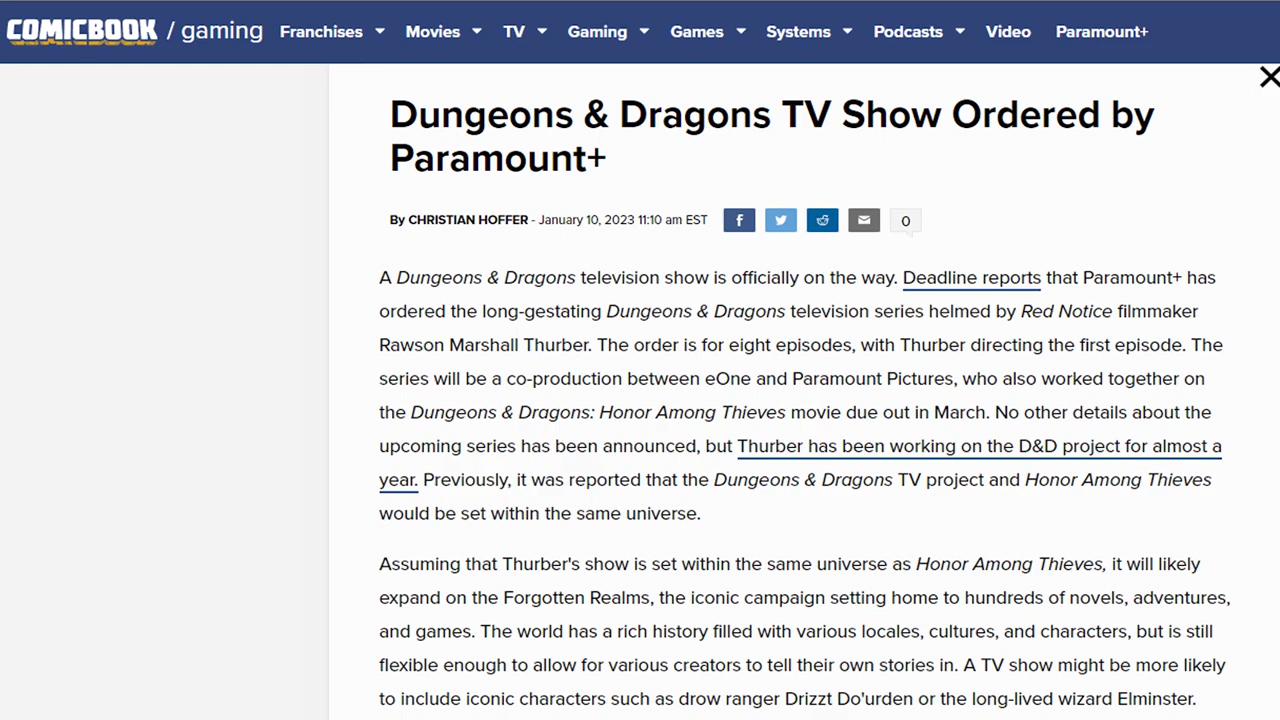 COMICBOOK / gaming Franchises Movies TV Gaming Games Systems Podcasts Video Paramount+
Dungeons & Dragons TV Show Ordered by
Paramount+
By CHRISTIAN HOFFER - January 10, 2023 11:10 am EST 0
A Dungeons & Dragons television show is officially on the way. Deadline reports that Paramount+ has
ordered the long-gestating Dungeons & Dragons television series helmed by Red Notice filmmaker
Rawson Marshall Thurber. The order is for eight episodes, with Thurber directing the first episode. The
series will be a co-production between eOne and Paramount Pictures, who also worked together on
the Dungeons & Dragons: Honor Among Thieves movie due out in March. No other details about the
upcoming series has been announced, but Thurber has been working on the D&D project for almost a
year. Previously, it was reported that the Dungeons & Dragons TV project and Honor Among Thieves
would be set within the same universe.
Assuming that Thurber's show is set within the same universe as Honor Among Thieves, it will likely
expand on the Forgotten Realms, the iconic campaign setting home to hundreds of novels, adventures,
and games. The world has a rich history filled with various locales, cultures, and characters, but is still
flexible enough to allow for various creators to tell their own stories in. A TV show might be more likely
to include iconic characters such as drow ranger Drizzt Do'urden or the long-lived wizard Elminster.